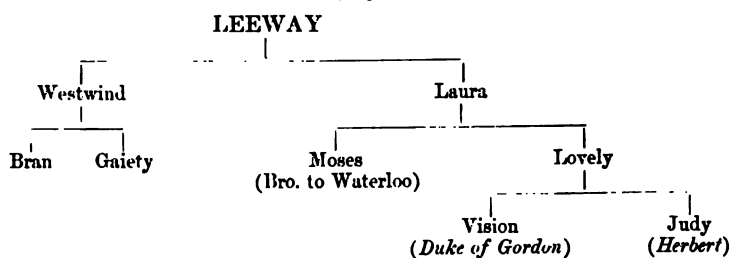 LEEWAY
Westwind Laura
Bran Gaiety Moses Lovely
(Bro. to Waterloo)
Vision Judy
(Duke of Gordon) (Herbert)